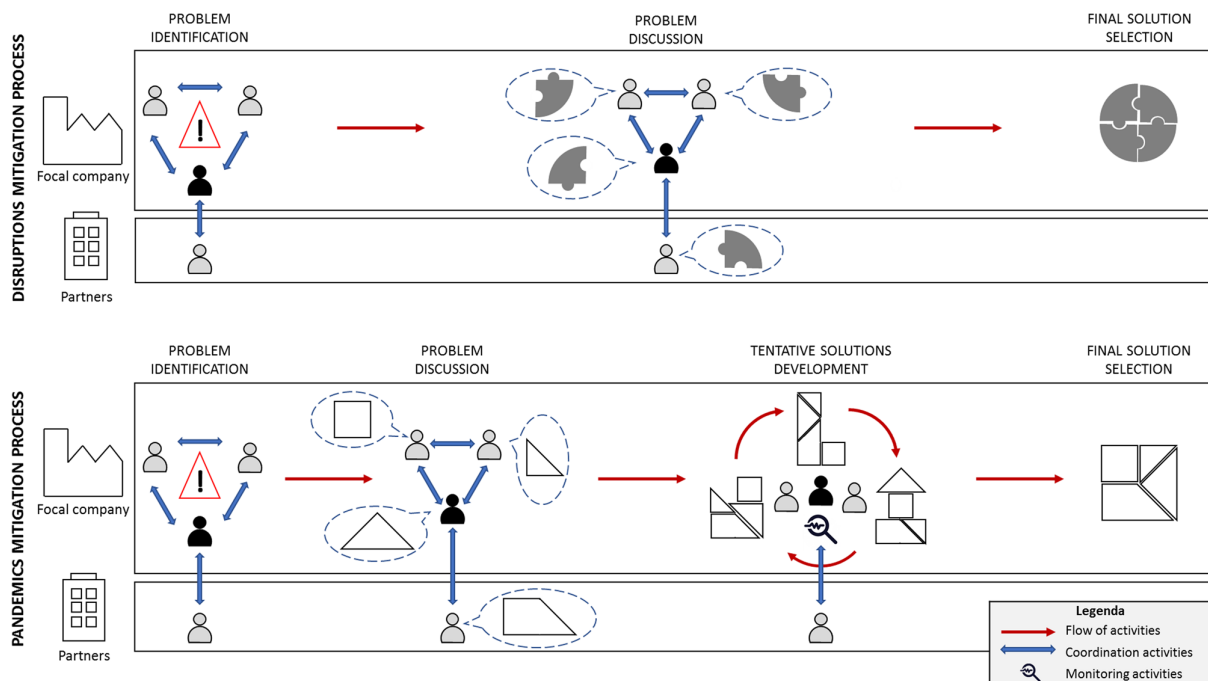 DISRUPTIONS MITIGATION PROCESS
PROBLEM
IDENTIFICATION
PROBLEM
DISCUSSION
FINAL SOLUTION
SELECTION
!
Focal company
Partners
PANDEMICS MITIGATION PROCESS
PROBLEM
IDENTIFICATION
PROBLEM
DISCUSSION
TENTATIVE SOLUTIONS
DEVELOPMENT
FINAL SOLUTION
SELECTION
!
Focal company
Partners
Legenda
Flow of activities
Coordination activities
Monitoring activities